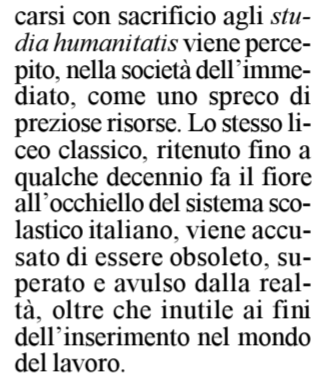 carsi con sacrificio agli stu-
dia humanitatis viene perce-
pito, nella società dell'imme-
diato, come uno spreco di
preziose risorse. Lo stesso li-
ceo classico, ritenuto fino a
qualche decennio fa il fiore
all'occhiello del sistema sco-
lastico italiano, viene accu-
sato di essere obsoleto, su-
perato e avulso dalla real-
tà, oltre che inutile ai fini
dell'inserimento nel mondo
del lavoro.